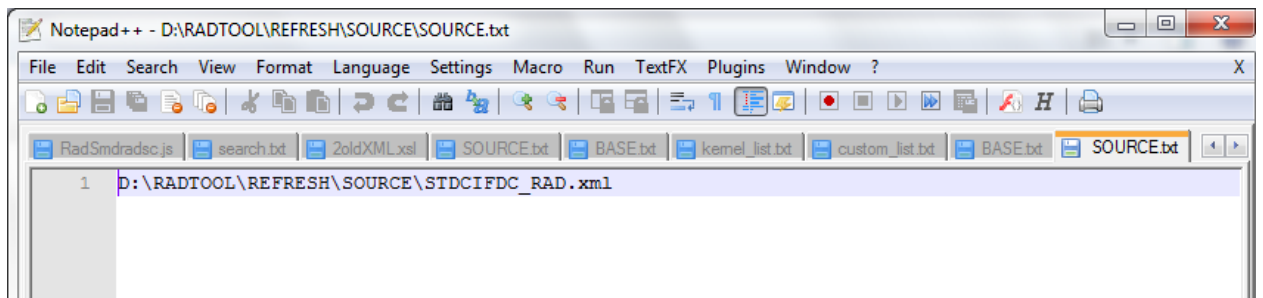 Notepad++ - D:\RADTOOL\REFRESH\SOURCE\SOURCE.txt
File Edit Search View Format Language Settings Macro Run TextFX Plugins Window ? X
RadSmdradsc.js search.txt 2oldXML.xsl SOURCE.txt BASE.txt kernel_list.txt custom_list.txt BASE.txt SOURCE.txt
1 D:\RADTOOL\REFRESH\SOURCE\STDCIFDC_RAD.xml